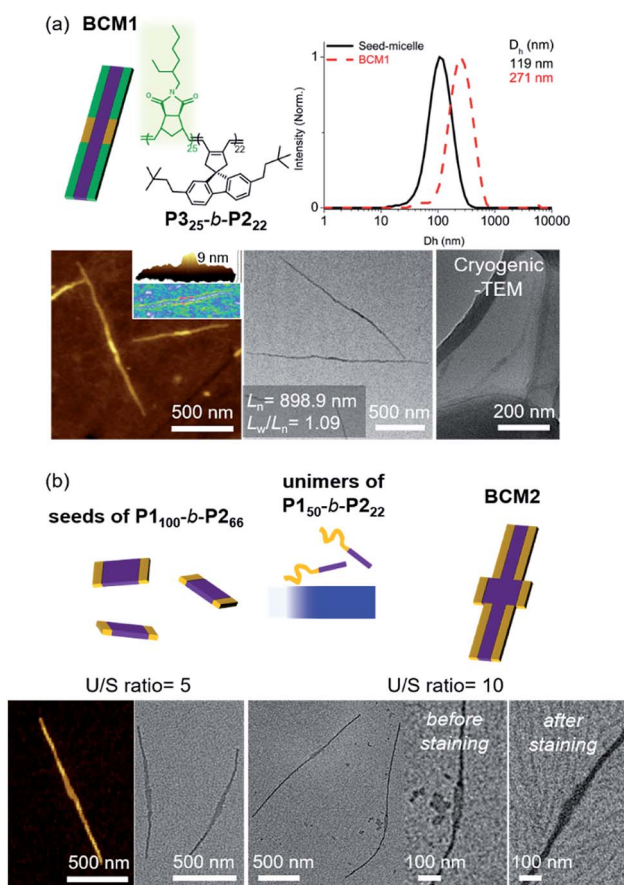 (a) BCM1
N
O
O
25
22
P3₂₅-b-P2₂₂
Seed-micelle
BCM1
Dₕ (nm)
119 nm
271 nm
Intensity (Norm.)
1
0
1
10
100
1000
10000
Dh (nm)
9 nm
500 nm
Lₙ= 898.9 nm
L_w/Lₙ= 1.09
500 nm
Cryogenic
-TEM
200 nm
(b)
seeds of P1₁₀₀-b-P2₆₆
unimers of
P1₅₀-b-P2₂₂
BCM2
U/S ratio= 5
U/S ratio= 10
500 nm
500 nm
500 nm
before
staining
100 nm
after
staining
100 nm